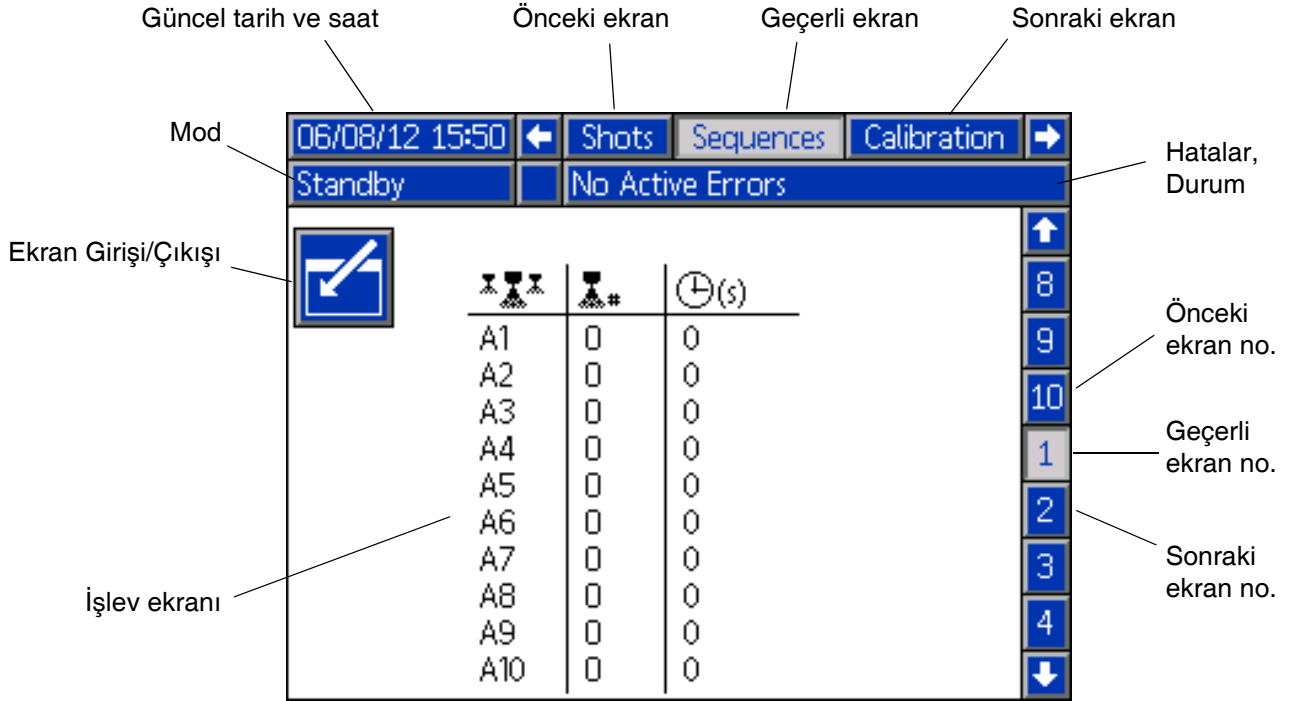 Güncel tarih ve saat
Önceki ekran
Geçerli ekran
Sonraki ekran
Mod
06/08/12 15:50
Shots
Sequences
Calibration
Hatalar,
Durum
Standby
No Active Errors
Ekran Girişi/Çıkışı
# (s)
A1 0 0
A2 0 0
A3 0 0
A4 0 0
A5 0 0
A6 0 0
A7 0 0
A8 0 0
A9 0 0
A10 0 0
8
9
10
1
2
3
4
Önceki
ekran no.
Geçerli
ekran no.
Sonraki
ekran no.
İşlev ekranı